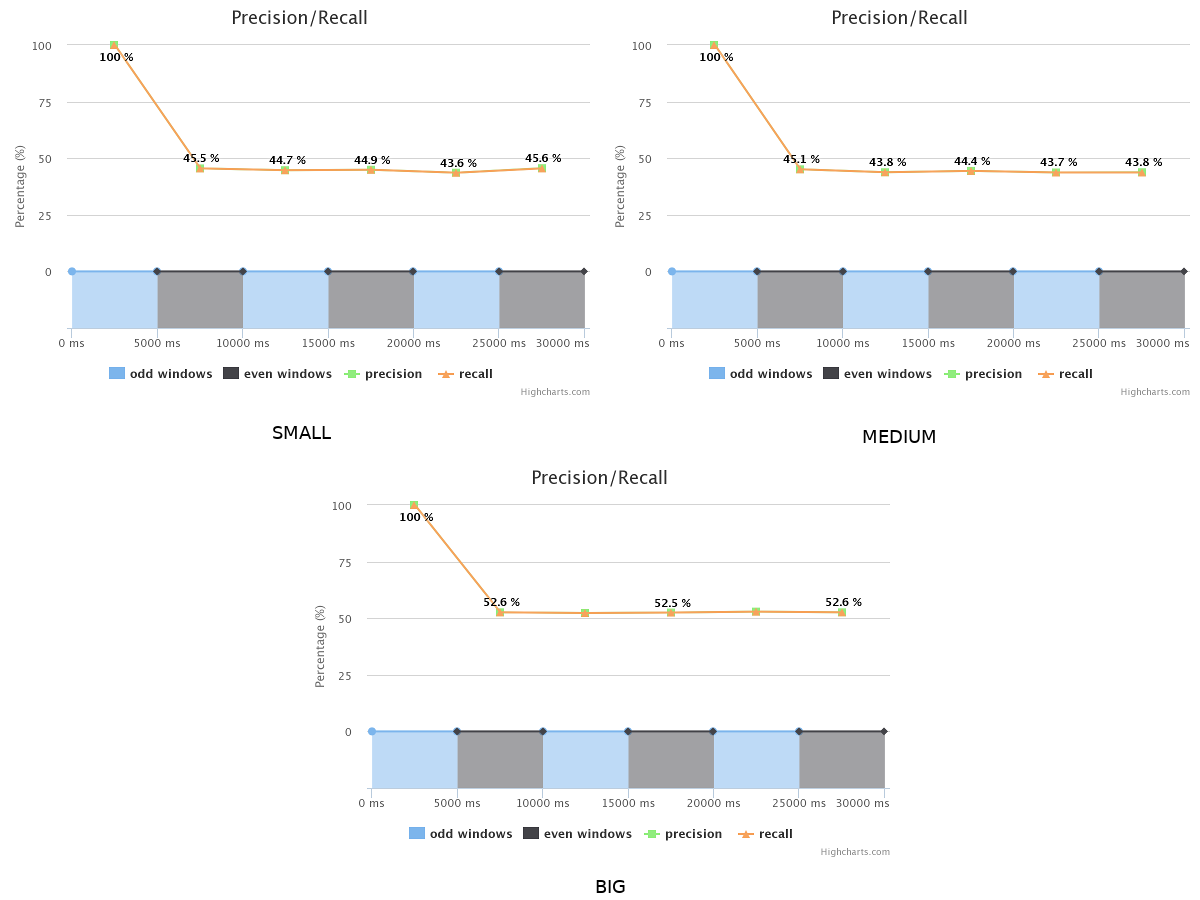 Precision/Recall
Percentage (%)
100
75
50
25
0
100 %
45.5 %
44.7 %
44.9 %
43.6 %
45.6 %
0 ms
5000 ms
10000 ms
15000 ms
20000 ms
25000 ms
30000 ms
odd windows
even windows
precision
recall
Highcharts.com
SMALL
Precision/Recall
Percentage (%)
100
75
50
25
0
100 %
45.1 %
43.8 %
44.4 %
43.7 %
43.8 %
0 ms
5000 ms
10000 ms
15000 ms
20000 ms
25000 ms
30000 ms
odd windows
even windows
precision
recall
Highcharts.com
MEDIUM
Precision/Recall
Percentage (%)
100
75
50
25
0
100 %
52.6 %
52.5 %
52.6 %
0 ms
5000 ms
10000 ms
15000 ms
20000 ms
25000 ms
30000 ms
odd windows
even windows
precision
recall
Highcharts.com
BIG